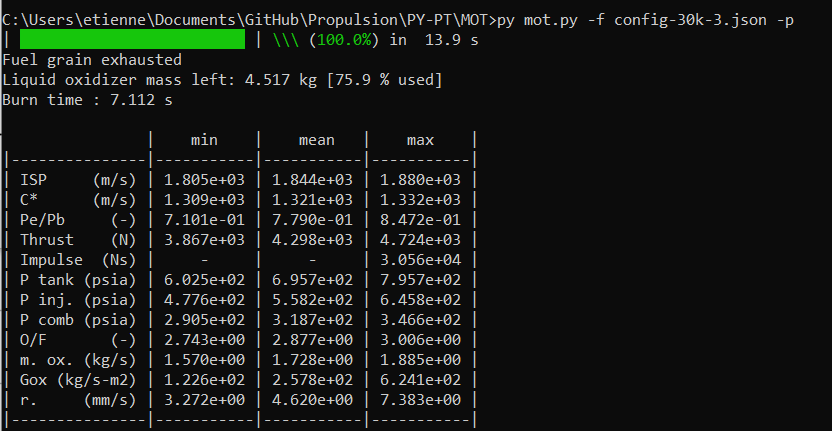 C:\Users\etienne\Documents\GitHub\Propulsion\PY-PT\MOT>py mot.py -f config-30k-3.json -p
| | \\\ (100.0%) in 13.9 s
Fuel grain exhausted
Liquid oxidizer mass left: 4.517 kg [75.9 % used]
Burn time : 7.112 s
| min | mean | max |
|---------------|-----------|-----------|-----------|
| ISP (m/s) | 1.805e+03 | 1.844e+03 | 1.880e+03 |
| C* (m/s) | 1.309e+03 | 1.321e+03 | 1.332e+03 |
| Pe/Pb (-) | 7.101e-01 | 7.790e-01 | 8.472e-01 |
| Thrust (N) | 3.867e+03 | 4.298e+03 | 4.724e+03 |
| Impulse (Ns) | - | - | 3.056e+04 |
| P tank (psia) | 6.025e+02 | 6.957e+02 | 7.957e+02 |
| P inj. (psia) | 4.776e+02 | 5.582e+02 | 6.458e+02 |
| P comb (psia) | 2.905e+02 | 3.187e+02 | 3.466e+02 |
| O/F (-) | 2.743e+00 | 2.877e+00 | 3.006e+00 |
| m. ox. (kg/s) | 1.570e+00 | 1.728e+00 | 1.885e+00 |
| Gox (kg/s-m2) | 1.226e+02 | 2.578e+02 | 6.241e+02 |
| r. (mm/s) | 3.272e+00 | 4.620e+00 | 7.383e+00 |
|---------------|-----------|-----------|-----------|